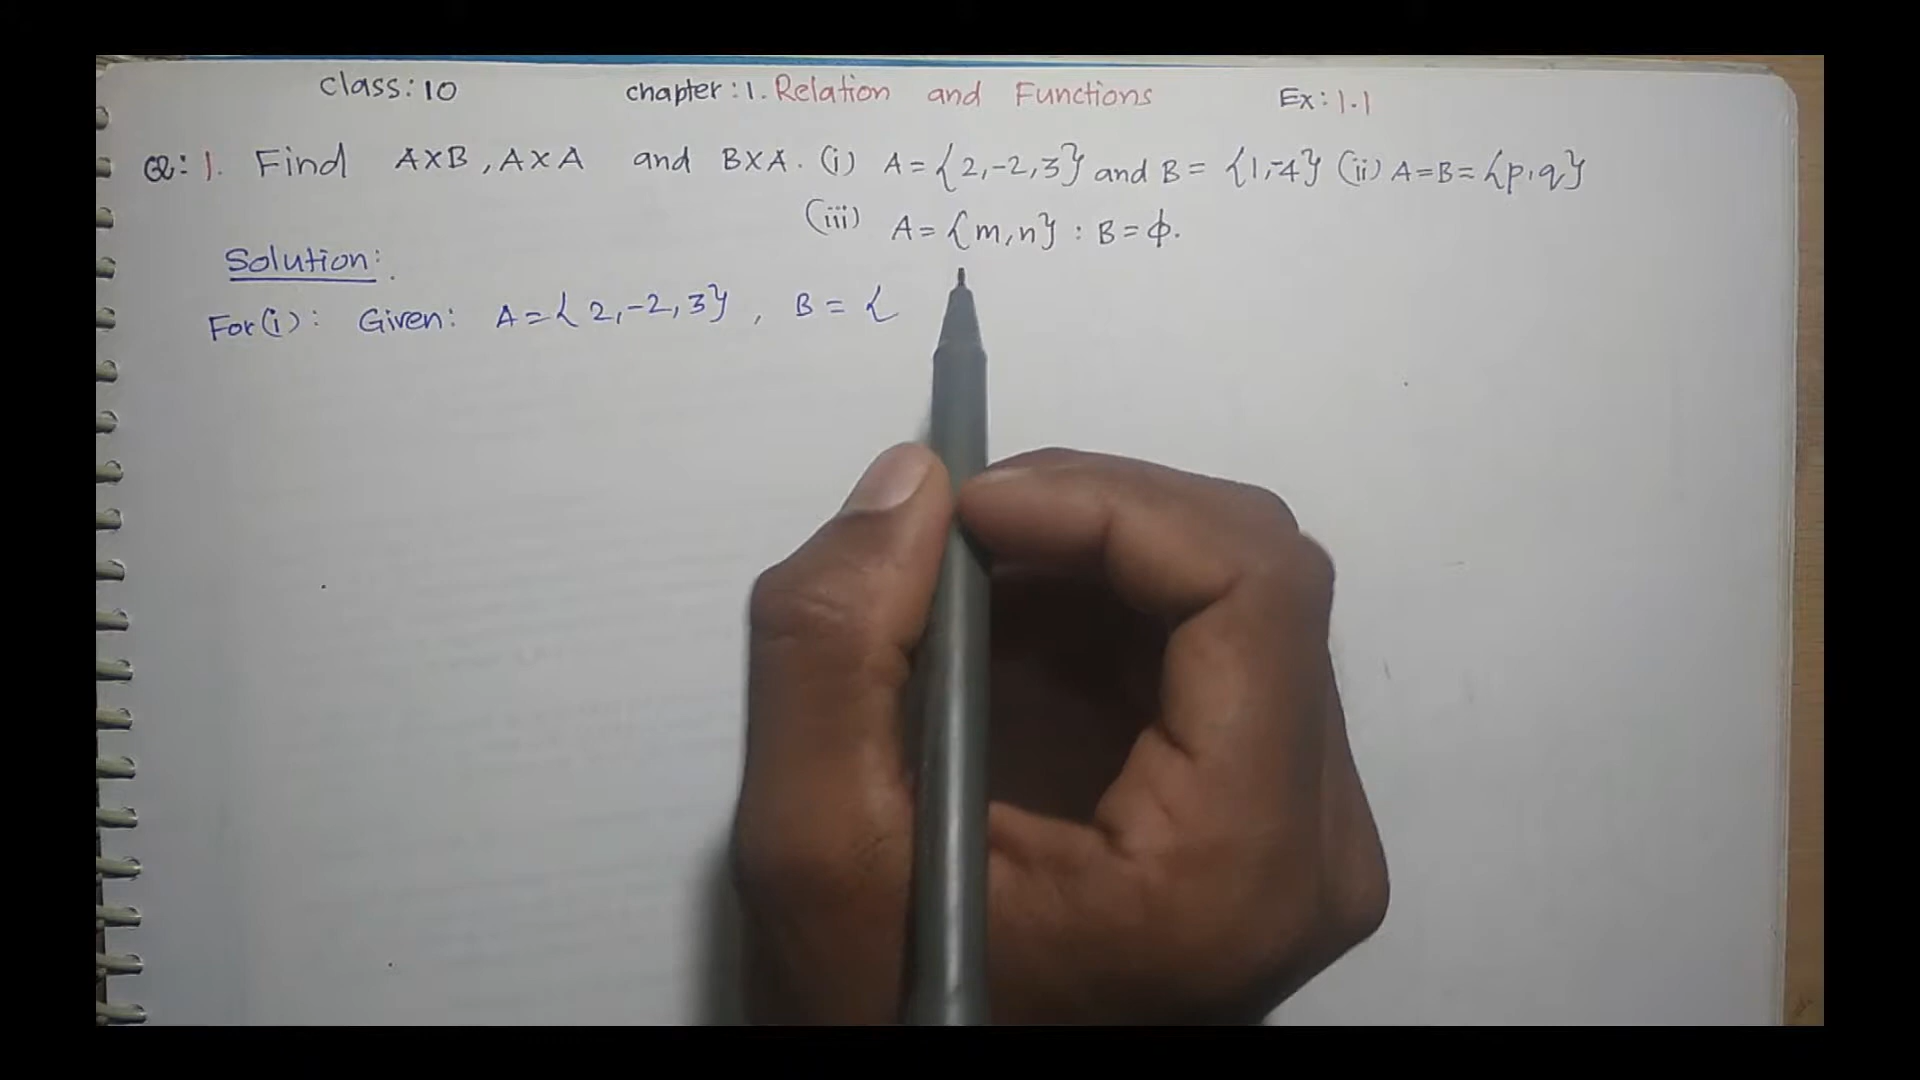 Class: 10 Chapter: 1. Relation and Functions Ex: 1.1
Q: 1. Find A×B, A×A and B×A. (i) A = {2,-2,3} and B = {1,-4} (ii) A=B= {p,q}
(iii) A= {m,n} : B = ϕ.
Solution:
For (i): Given: A = { 2,-2,3} , B = {